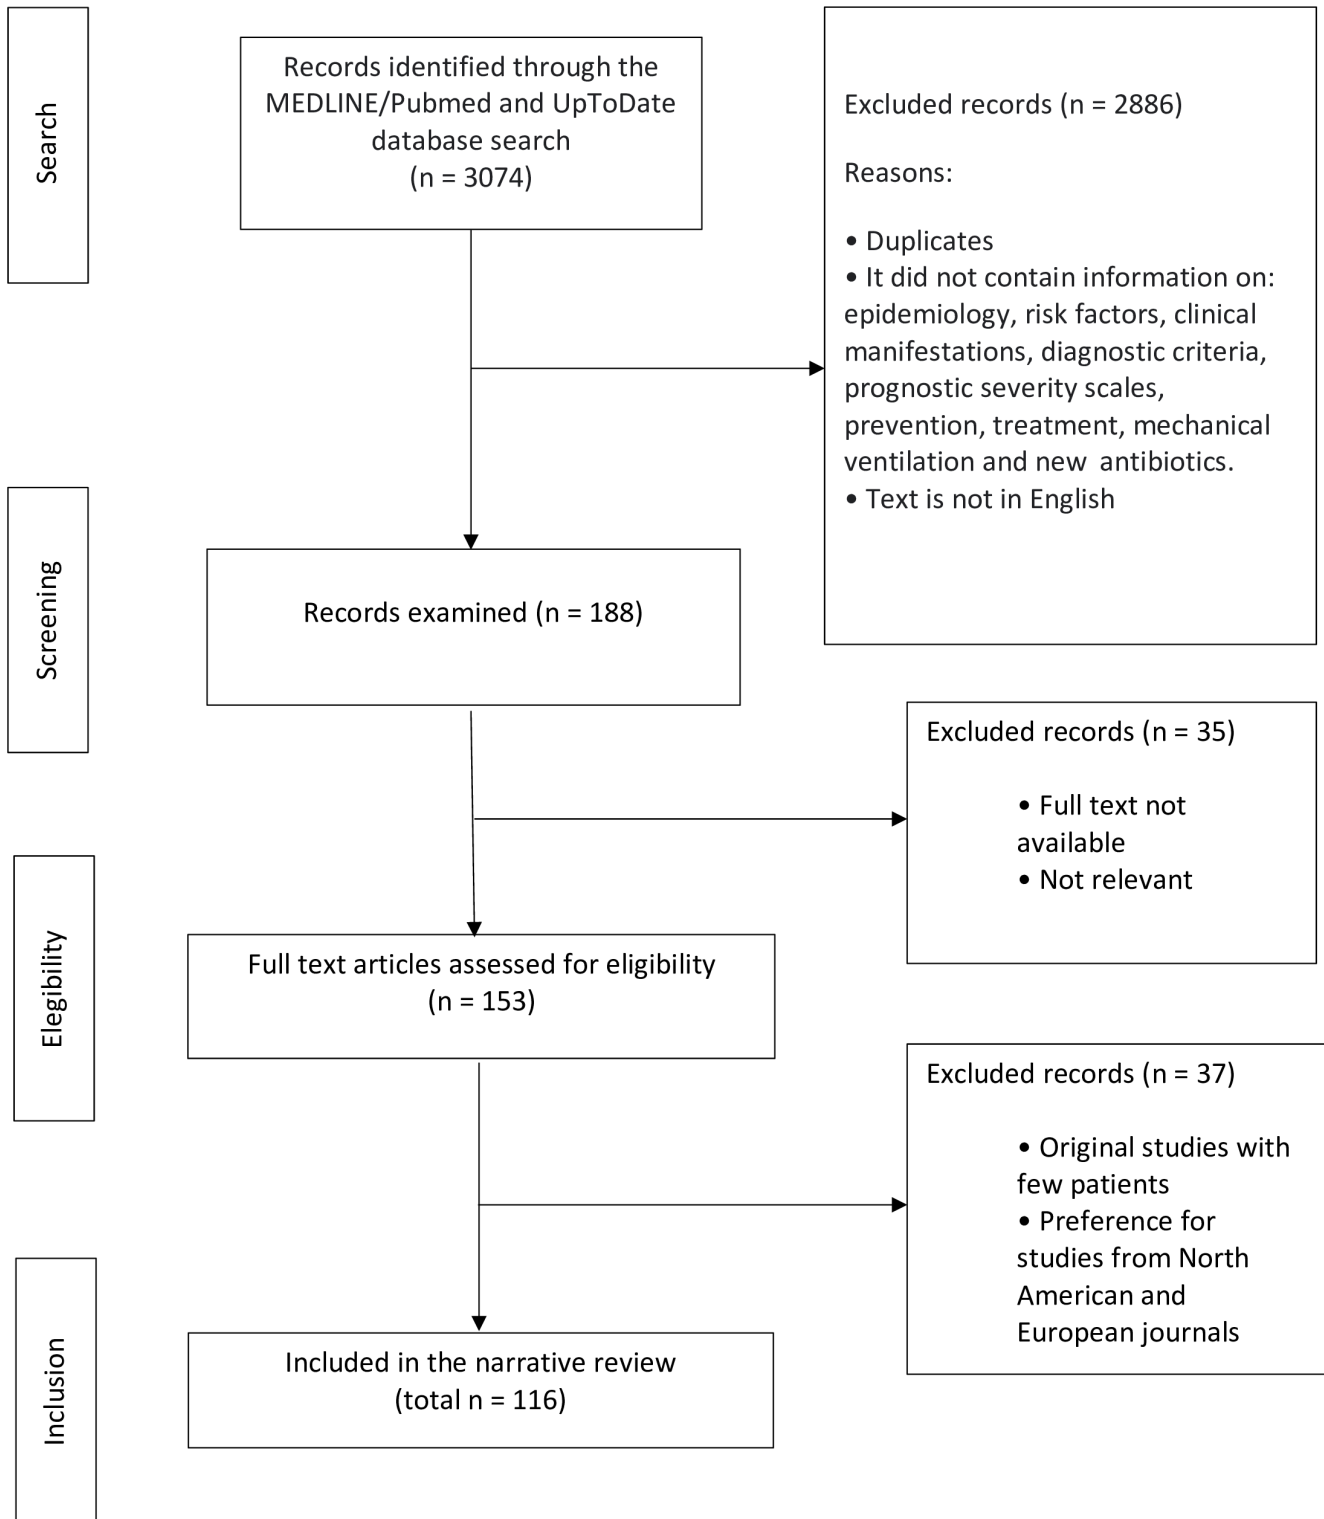 Search
Records identified through the
MEDLINE/Pubmed and UpToDate
database search
(n = 3074)
Excluded records (n = 2886)
Reasons:
• Duplicates
• It did not contain information on:
epidemiology, risk factors, clinical
manifestations, diagnostic criteria,
prognostic severity scales,
prevention, treatment, mechanical
ventilation and new antibiotics.
• Text is not in English
Screening
Records examined (n = 188)
Excluded records (n = 35)
• Full text not
available
• Not relevant
Elegibility
Full text articles assessed for eligibility
(n = 153)
Excluded records (n = 37)
• Original studies with
few patients
• Preference for
studies from North
American and
European journals
Inclusion
Included in the narrative review
(total n = 116)